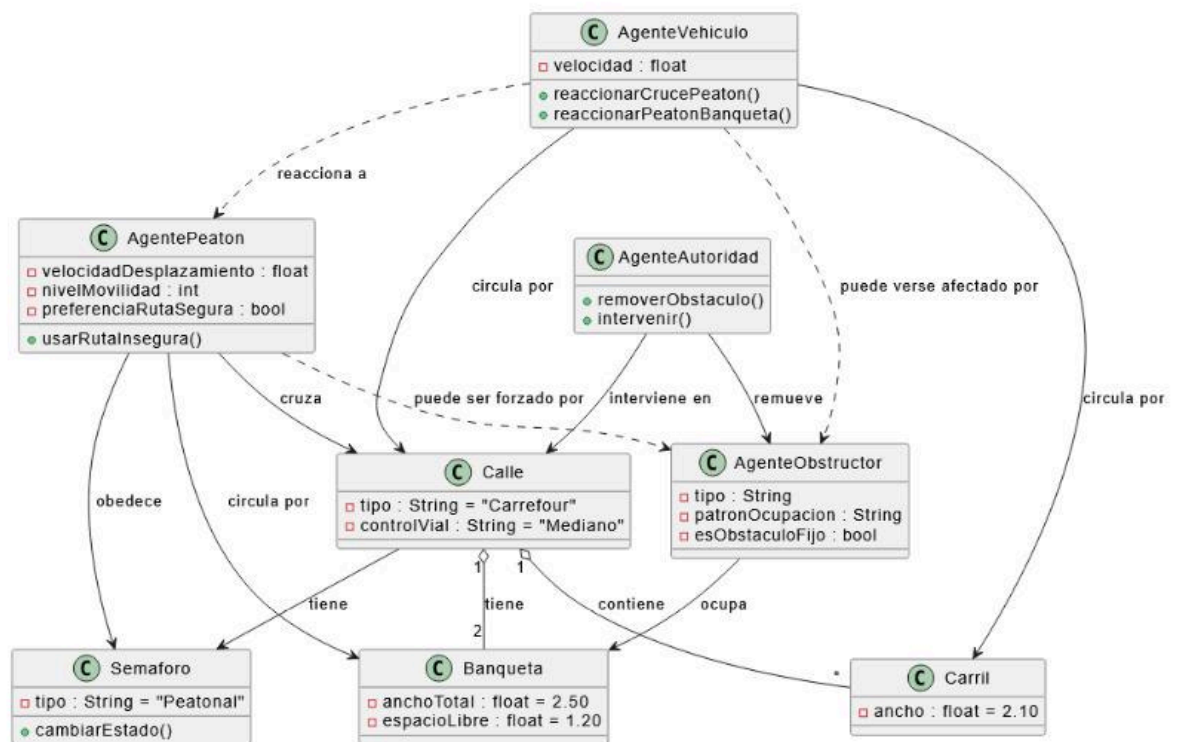 C AgenteVehiculo
velocidad : float
reaccionarCrucePeaton()
reaccionarPeatonBanqueta()
reacciona a
C AgentePeaton
velocidadDesplazamiento : float
nivelMovilidad : int
preferenciaRutaSegura : bool
usarRutaInsegura()
circula por
C AgenteAutoridad
removerObstaculo()
intervenir()
puede verse afectado por
cruza
puede ser forzado por
interviene en
remueve
circula por
C Calle
tipo : String = "Carrefour"
controlVial : String = "Mediano"
C AgenteObstructor
tipo : String
patronOcupacion : String
esObstaculoFijo : bool
obedece
circula por
1
1
tiene
tiene
contiene
ocupa
2
*
C Semaforo
tipo : String = "Peatonal"
cambiarEstado()
C Banqueta
anchoTotal : float = 2.50
espacioLibre : float = 1.20
C Carril
ancho : float = 2.10